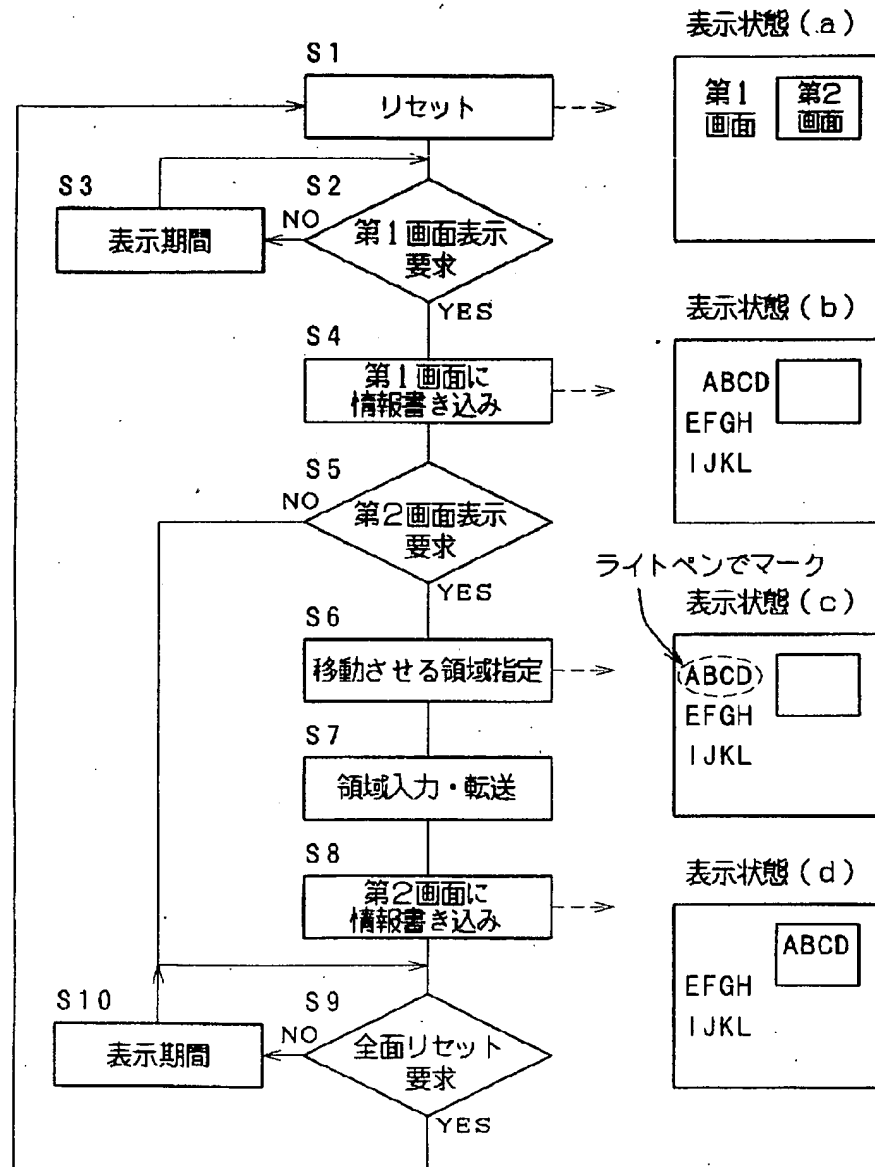 S1
リセット
S2
第1画面表示
要求
NO
YES
S3
表示期間
S4
第1画面に
情報書き込み
S5
第2画面表示
要求
NO
YES
S6
移動させる領域指定
S7
領域入力・転送
S8
第2画面に
情報書き込み
S9
全面リセット
要求
NO
YES
S10
表示期間
表示状態(a)
第1
画面
第2
画面
表示状態(b)
ABCD
EFGH
IJKL
ライトペンでマーク
表示状態(c)
ABCD
EFGH
IJKL
表示状態(d)
ABCD
EFGH
IJKL